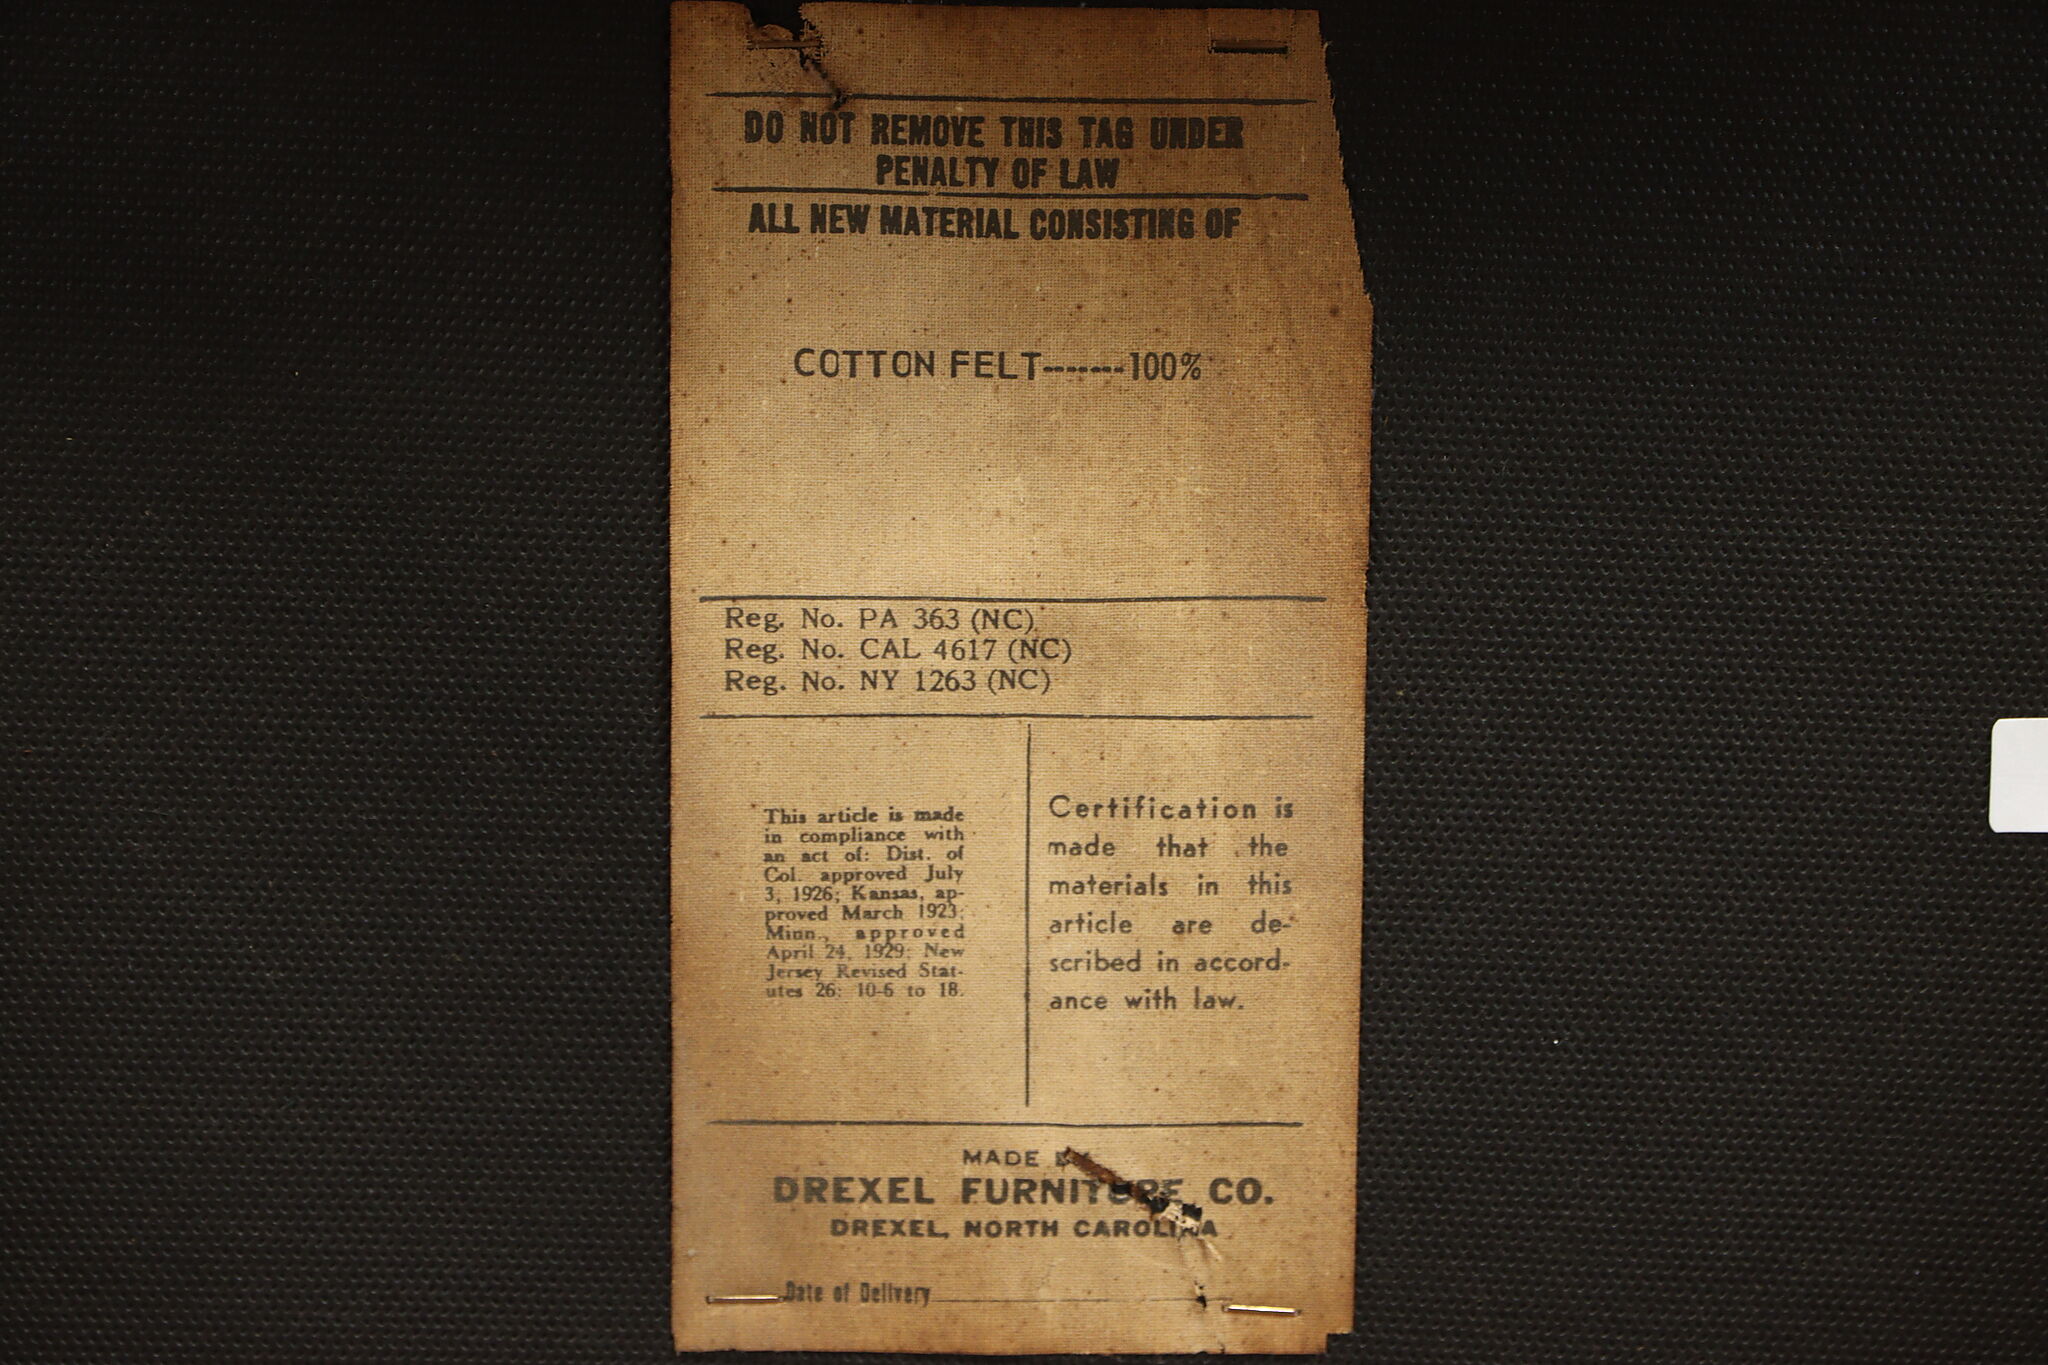 DO NOT REMOVE THIS TAG UNDER
PENALTY OF LAW
ALL NEW MATERIAL CONSISTING OF
COTTON FELT-------100%
Reg. No. PA 363 (NC)
Reg. No. CAL 4617 (NC)
Reg. No. NY 1263 (NC)
This article is made
in compliance with
an act of: Dist. of
Col. approved July
3, 1926; Kansas, ap-
proved March 1923;
Minn., approved
April 24, 1929; New
Jersey Revised Stat-
utes 26: 10-6 to 18.
Certification is
made that the
materials in this
article are de-
scribed in accord-
ance with law.
MADE BY
DREXEL FURNITURE CO.
DREXEL, NORTH CAROLINA
Date of Delivery